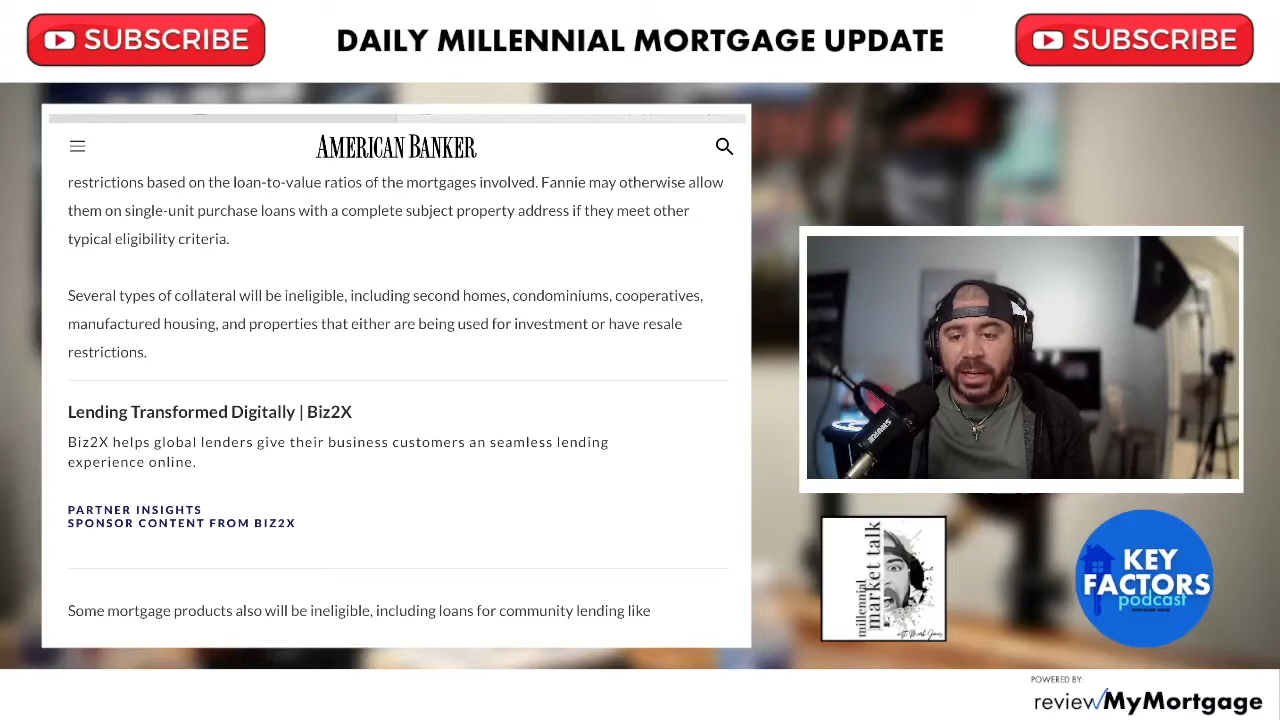 SUBSCRIBE
DAILY MILLENNIAL MORTGAGE UPDATE
SUBSCRIBE
AMERICAN BANKER
restrictions based on the loan-to-value ratios of the mortgages involved. Fannie may otherwise allow
them on single-unit purchase loans with a complete subject property address if they meet other
typical eligibility criteria.
Several types of collateral will be ineligible, including second homes, condominiums, cooperatives,
manufactured housing, and properties that either are being used for investment or have resale
restrictions.
Lending Transformed Digitally | Biz2X
Biz2X helps global lenders give their business customers an seamless lending
experience online.
PARTNER INSIGHTS
SPONSOR CONTENT FROM BIZ2X
Some mortgage products also will be ineligible, including loans for community lending like
SHURE
millennial
market talk
with Mark Jones
KEY
FACTORS
podcast
POWERED BY:
reviewMyMortgage